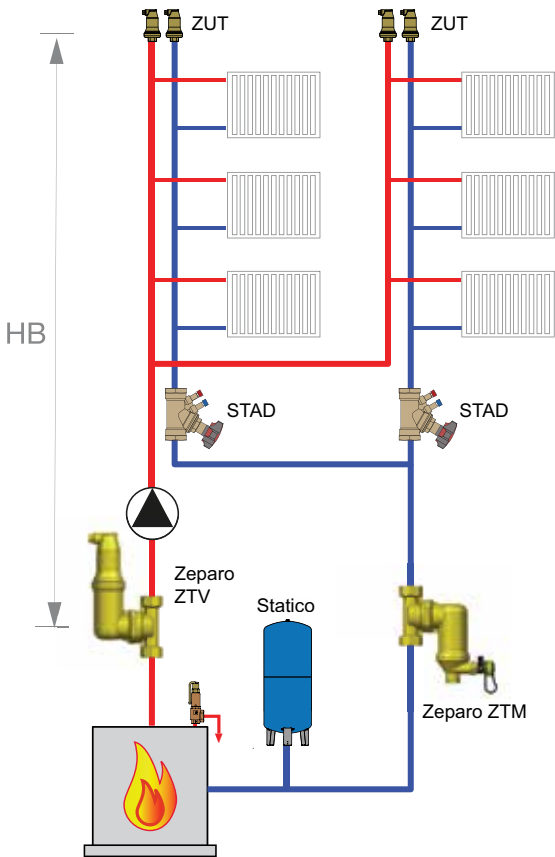 ZUT
ZUT
HB
STAD
STAD
Zeparo
ZTV
Statico
Zeparo ZTM